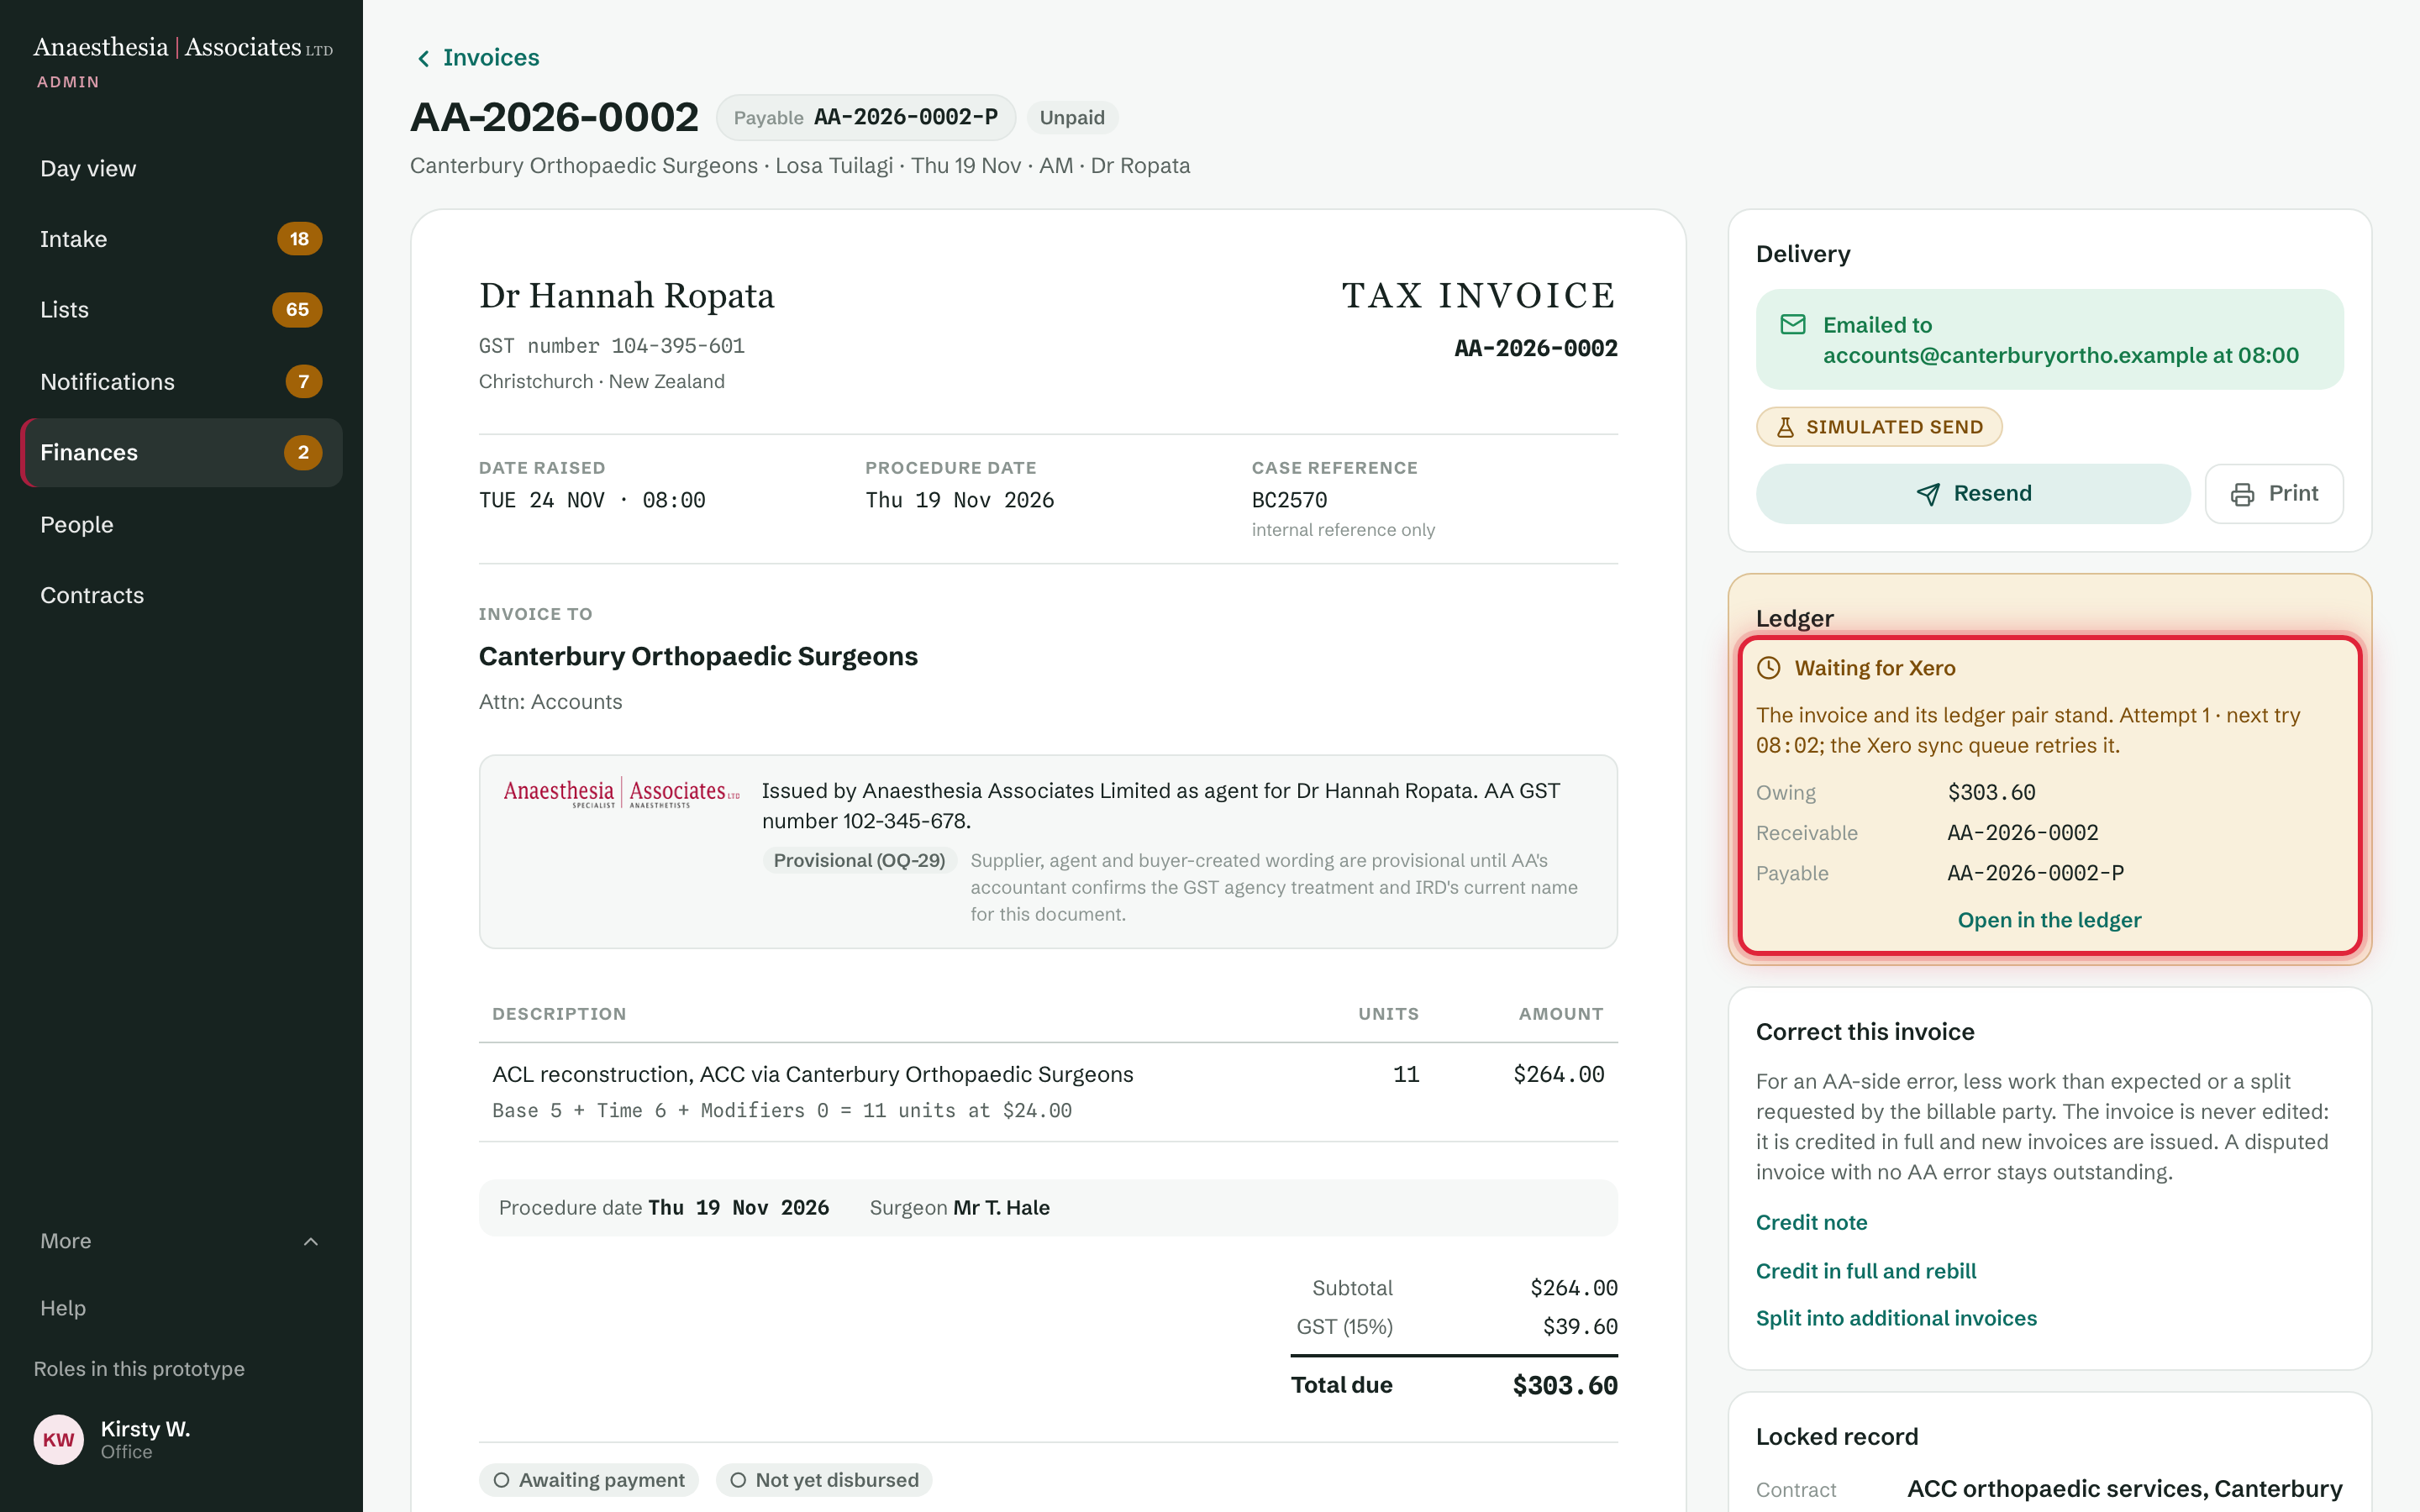 Anaesthesia | Associates LTD
ADMIN
Day view
Intake 18
Lists 65
Notifications 7
Finances 2
People
Contracts
More
Help
Roles in this prototype
KW
Kirsty W.
Office
Invoices
AA-2026-0002 Payable AA-2026-0002-P Unpaid
Canterbury Orthopaedic Surgeons · Losa Tuilagi · Thu 19 Nov · AM · Dr Ropata
Dr Hannah Ropata
GST number 104-395-601
Christchurch · New Zealand
TAX INVOICE
AA-2026-0002
DATE RAISED
TUE 24 NOV · 08:00
PROCEDURE DATE
Thu 19 Nov 2026
CASE REFERENCE
BC2570
internal reference only
INVOICE TO
Canterbury Orthopaedic Surgeons
Attn: Accounts
Anaesthesia | Associates LTD
SPECIALIST ANAESTHETISTS
Issued by Anaesthesia Associates Limited as agent for Dr Hannah Ropata. AA GST
number 102-345-678.
Provisional (OQ-29)
Supplier, agent and buyer-created wording are provisional until AA's
accountant confirms the GST agency treatment and IRD's current name
for this document.
DESCRIPTION UNITS AMOUNT
ACL reconstruction, ACC via Canterbury Orthopaedic Surgeons 11 $264.00
Base 5 + Time 6 + Modifiers 0 = 11 units at $24.00
Procedure date Thu 19 Nov 2026 Surgeon Mr T. Hale
Subtotal $264.00
GST (15%) $39.60
Total due $303.60
Awaiting payment Not yet disbursed
Delivery
Emailed to
accounts@canterburyortho.example at 08:00
SIMULATED SEND
Resend Print
Ledger
Waiting for Xero
The invoice and its ledger pair stand. Attempt 1 · next try
08:02; the Xero sync queue retries it.
Owing $303.60
Receivable AA-2026-0002
Payable AA-2026-0002-P
Open in the ledger
Correct this invoice
For an AA-side error, less work than expected or a split
requested by the billable party. The invoice is never edited:
it is credited in full and new invoices are issued. A disputed
invoice with no AA error stays outstanding.
Credit note
Credit in full and rebill
Split into additional invoices
Locked record
Contract ACC orthopaedic services, Canterbury